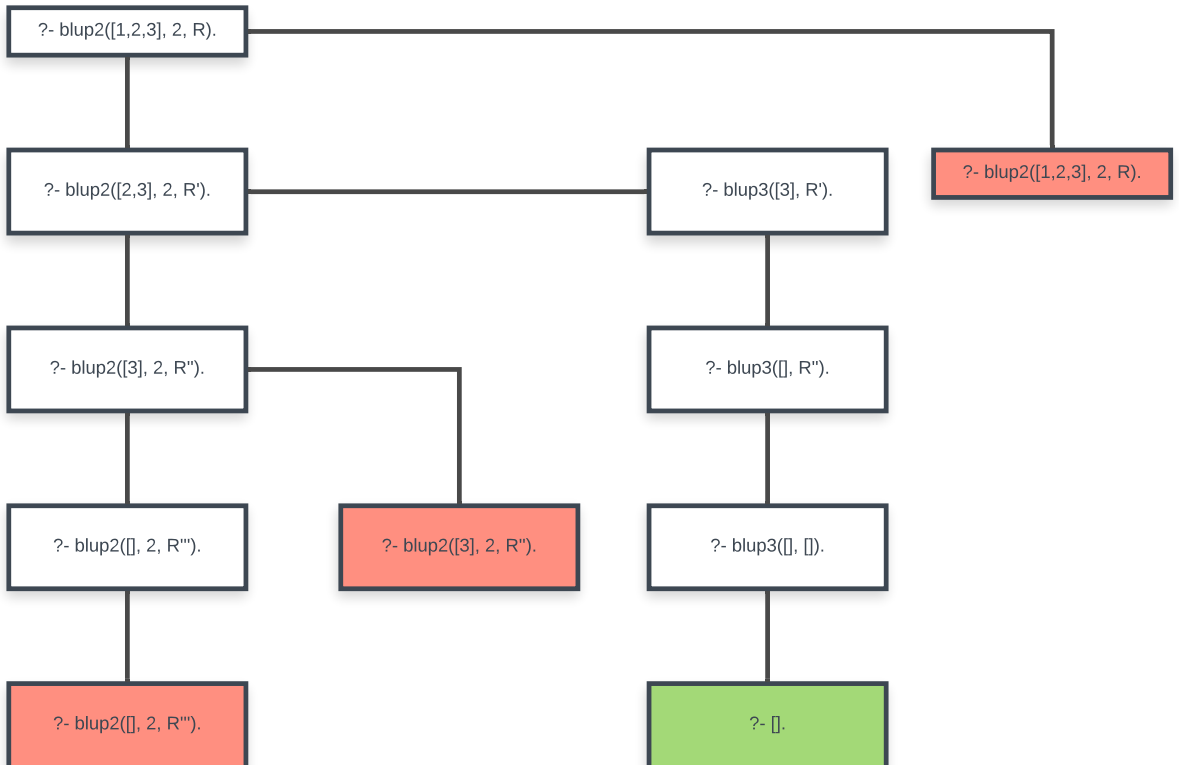 ?- blup2([1,2,3], 2, R).
?- blup2([1,2,3], 2, R).
?- blup2([2,3], 2, R').
?- blup3([3], R').
?- blup2([3], 2, R'').
?- blup3([], R'').
?- blup2([], 2, R''').
?- blup2([3], 2, R'').
?- blup3([], []).
?- blup2([], 2, R''').
?- [].